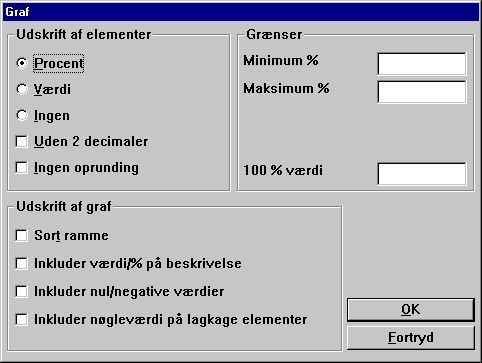 Graf
Udskrift af elementer
Procent
Værdi
Ingen
Uden 2 decimaler
Ingen oprunding
Grænser
Minimum %
Maksimum %
100 % værdi
Udskrift af graf
Sort ramme
Inkluder værdi/% på beskrivelse
Inkluder nul/negative værdier
Inkluder nøgleværdi på lagkage elementer
OK
Fortryd